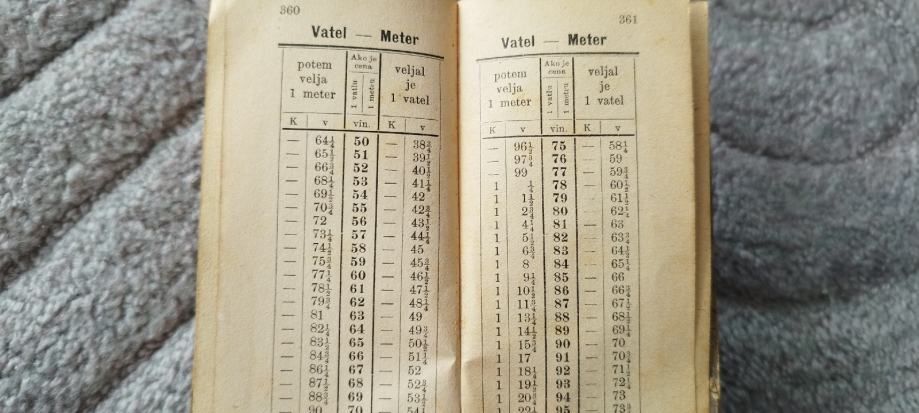 360
Vatel — Meter
potem velja 1 meter | Ako je cena 1 vatlu 1 metru | veljal je 1 vatel
K v | vin. | K v
— 64¼ 50 — 38¾
— 65½ 51 — 39½
— 66¾ 52 — 40½
— 68¼ 53 — 41¼
— 69½ 54 — 42
— 70¾ 55 — 42¾
— 72 56 — 43½
— 73¼ 57 — 44¼
— 74½ 58 — 45
— 75¾ 59 — 45¾
— 77¼ 60 — 46½
— 78½ 61 — 47½
— 79¾ 62 — 48¼
— 81 63 — 49
— 82¼ 64 — 49¾
— 83½ 65 — 50½
— 84¾ 66 — 51¼
— 86¼ 67 — 52
— 87½ 68 — 52¾
— 88¾ 69 — 53½
90 70
361
Vatel — Meter
potem velja 1 meter | Ako je cena 1 vatlu 1 metru | veljal je 1 vatel
K v | vin. | K v
— 96½ 75 — 58¼
— 97¾ 76 — 59
— 99 77 — 59¾
1 ¼ 78 — 60½
1 1½ 79 — 61½
1 2¾ 80 — 62¼
1 4¼ 81 — 63
1 5½ 82 — 63¾
1 6¾ 83 — 64½
1 8 84 — 65¼
1 9¼ 85 — 66
1 10½ 86 — 66¾
1 11¾ 87 — 67½
1 13¼ 88 — 68½
1 14½ 89 — 69¼
1 15¾ 90 — 70
1 17 91 — 70¾
1 18¼ 92 — 71½
1 19½ 93 — 72¼
1 20¾ 94 — 73
1 22¼ 95 — 73¾